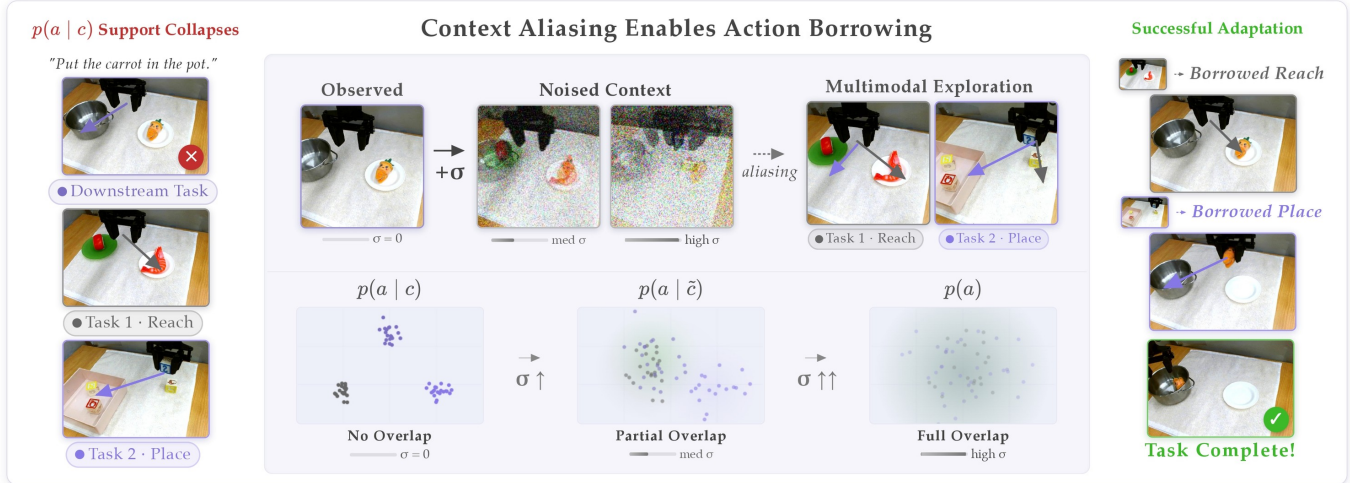 p(a | c) Support Collapses
"Put the carrot in the pot."
Downstream Task
Task 1 · Reach
Task 2 · Place
Context Aliasing Enables Action Borrowing
Observed
σ = 0
+σ
Noised Context
med σ
high σ
aliasing
Multimodal Exploration
Task 1 · Reach
Task 2 · Place
p(a | c)
No Overlap
σ = 0
σ ↑
p(a | c̃)
Partial Overlap
med σ
σ ↑↑
p(a)
Full Overlap
high σ
Successful Adaptation
Borrowed Reach
Borrowed Place
Task Complete!